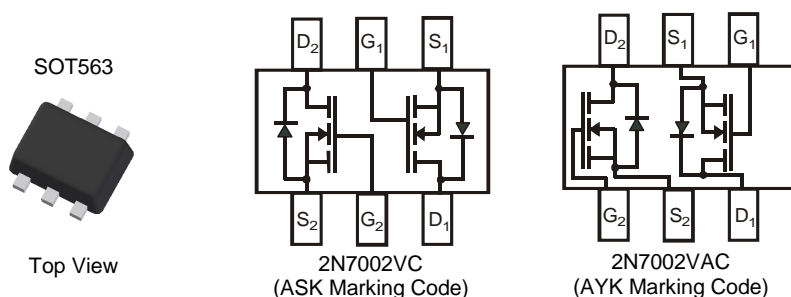 SOT563
Top View
D2 G1 S1
S2 G2 D1
2N7002VC
(ASK Marking Code)
D2 S1 G1
G2 S2 D1
2N7002VAC
(AYK Marking Code)